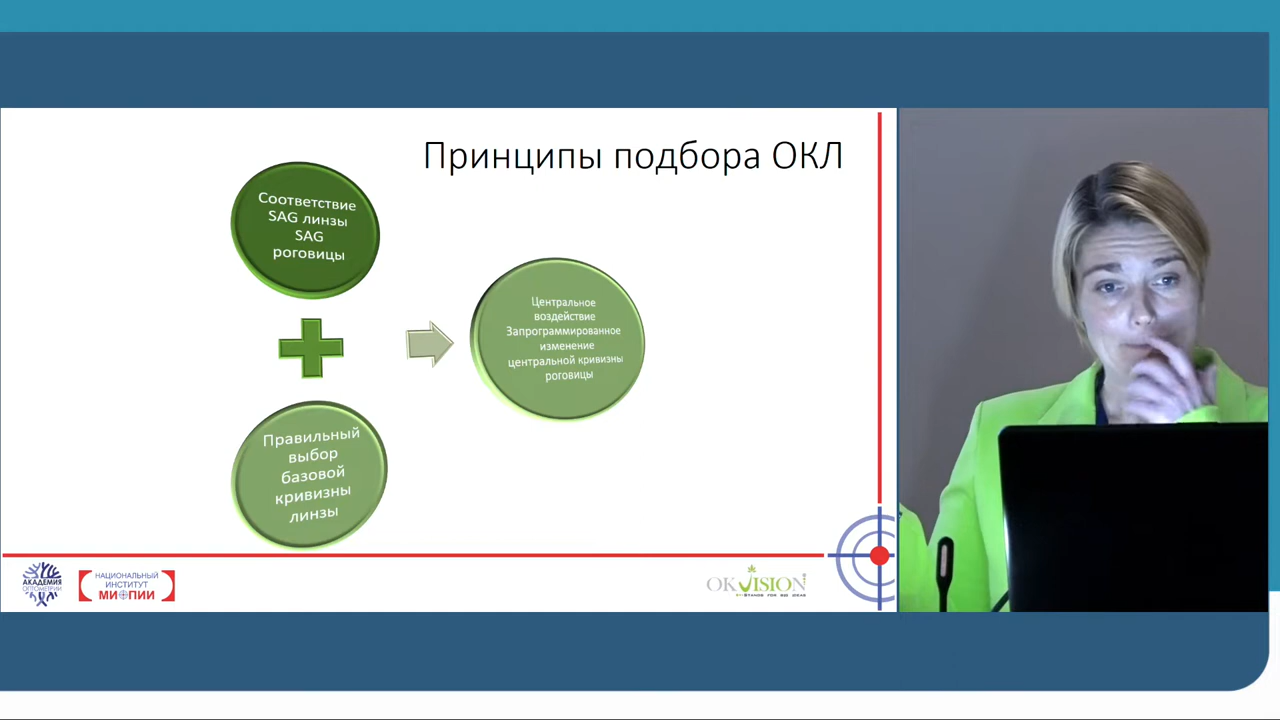 Принципы подбора ОКЛ
Соответствие
SAG линзы
SAG
роговицы
Центральное
воздействие
Запрограммированное
изменение
центральной кривизны
роговицы
Правильный
выбор
базовой
кривизны
линзы
АКАДЕМИЯ
ОПТОМЕТРИИ
НАЦИОНАЛЬНЫЙ
ИНСТИТУТ
МИОПИИ
OKVISION